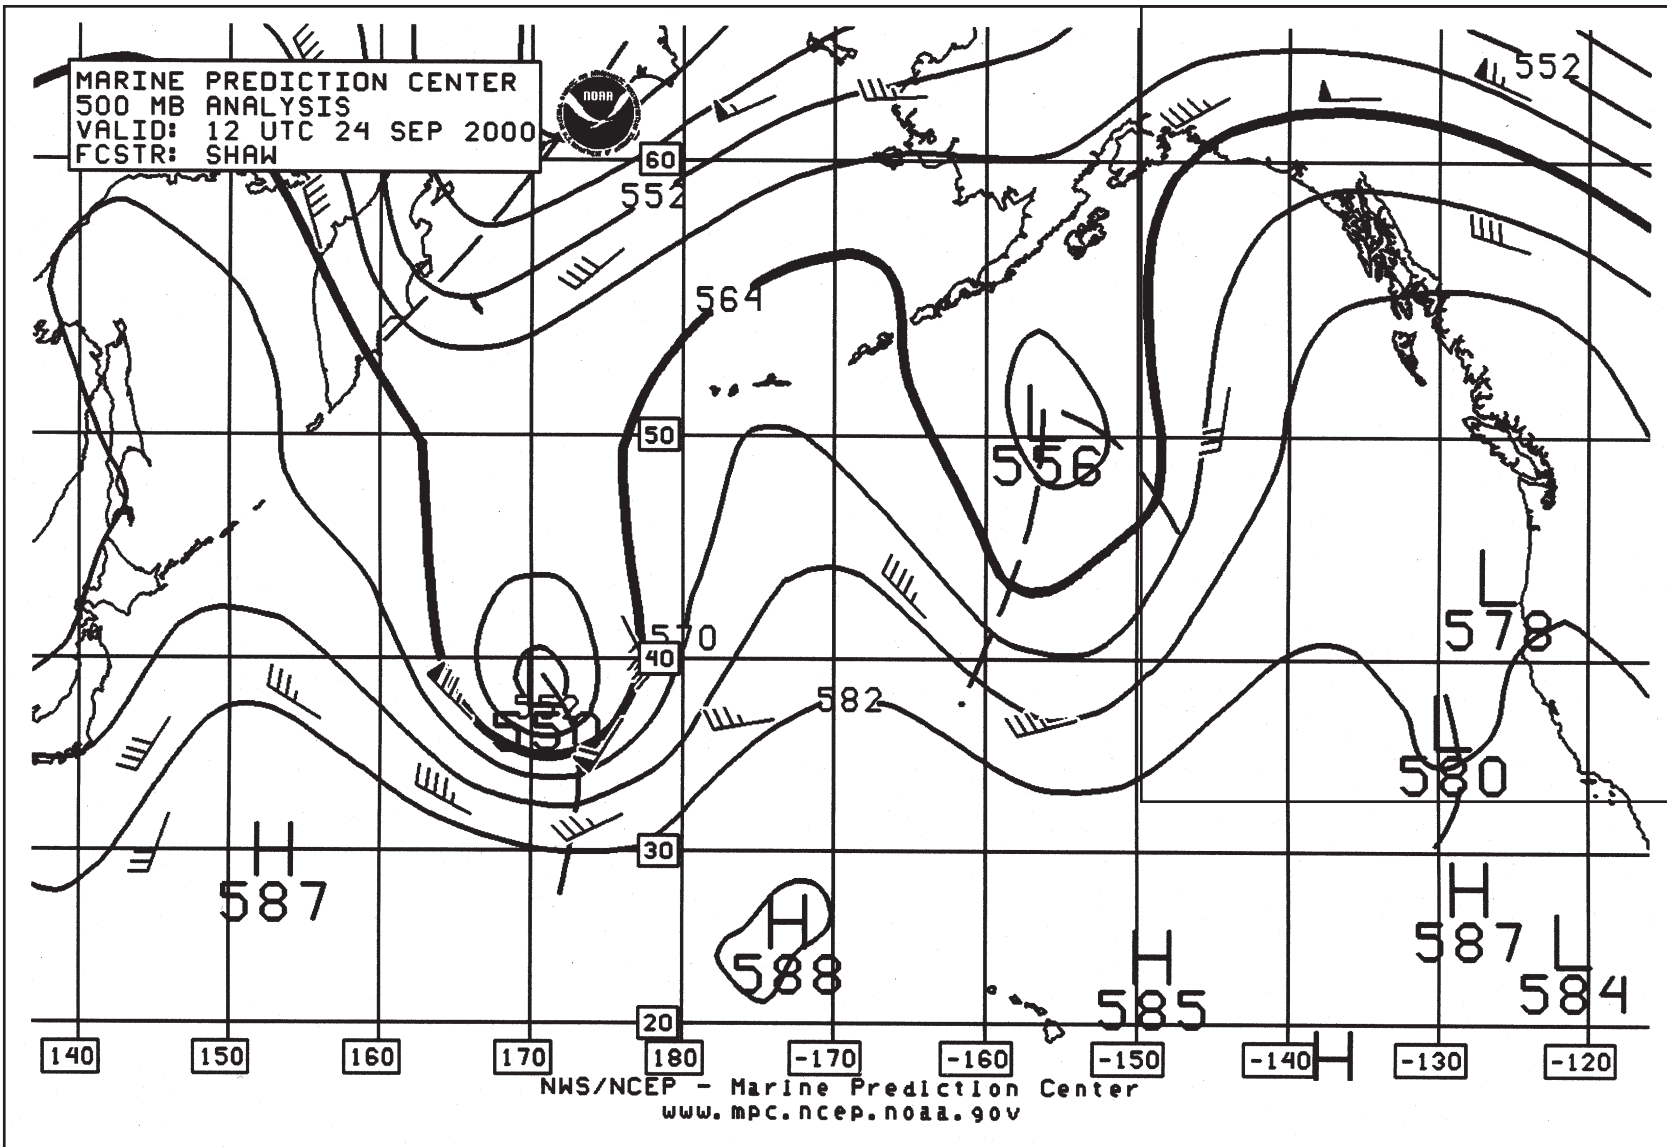 MARINE PREDICTION CENTER
500 MB ANALYSIS
VALID: 12 UTC 24 SEP 2000
FCSTR: SHAW
NOAA
552
60
552
564
50
L
556
L
578
570
40
582
L
580
H
587
30
H
588
H
587
L
584
H
585
20
140
150
160
170
180
-170
-160
-150
-140
H
-130
-120
NWS/NCEP - Marine Prediction Center
www.mpc.ncep.noaa.gov